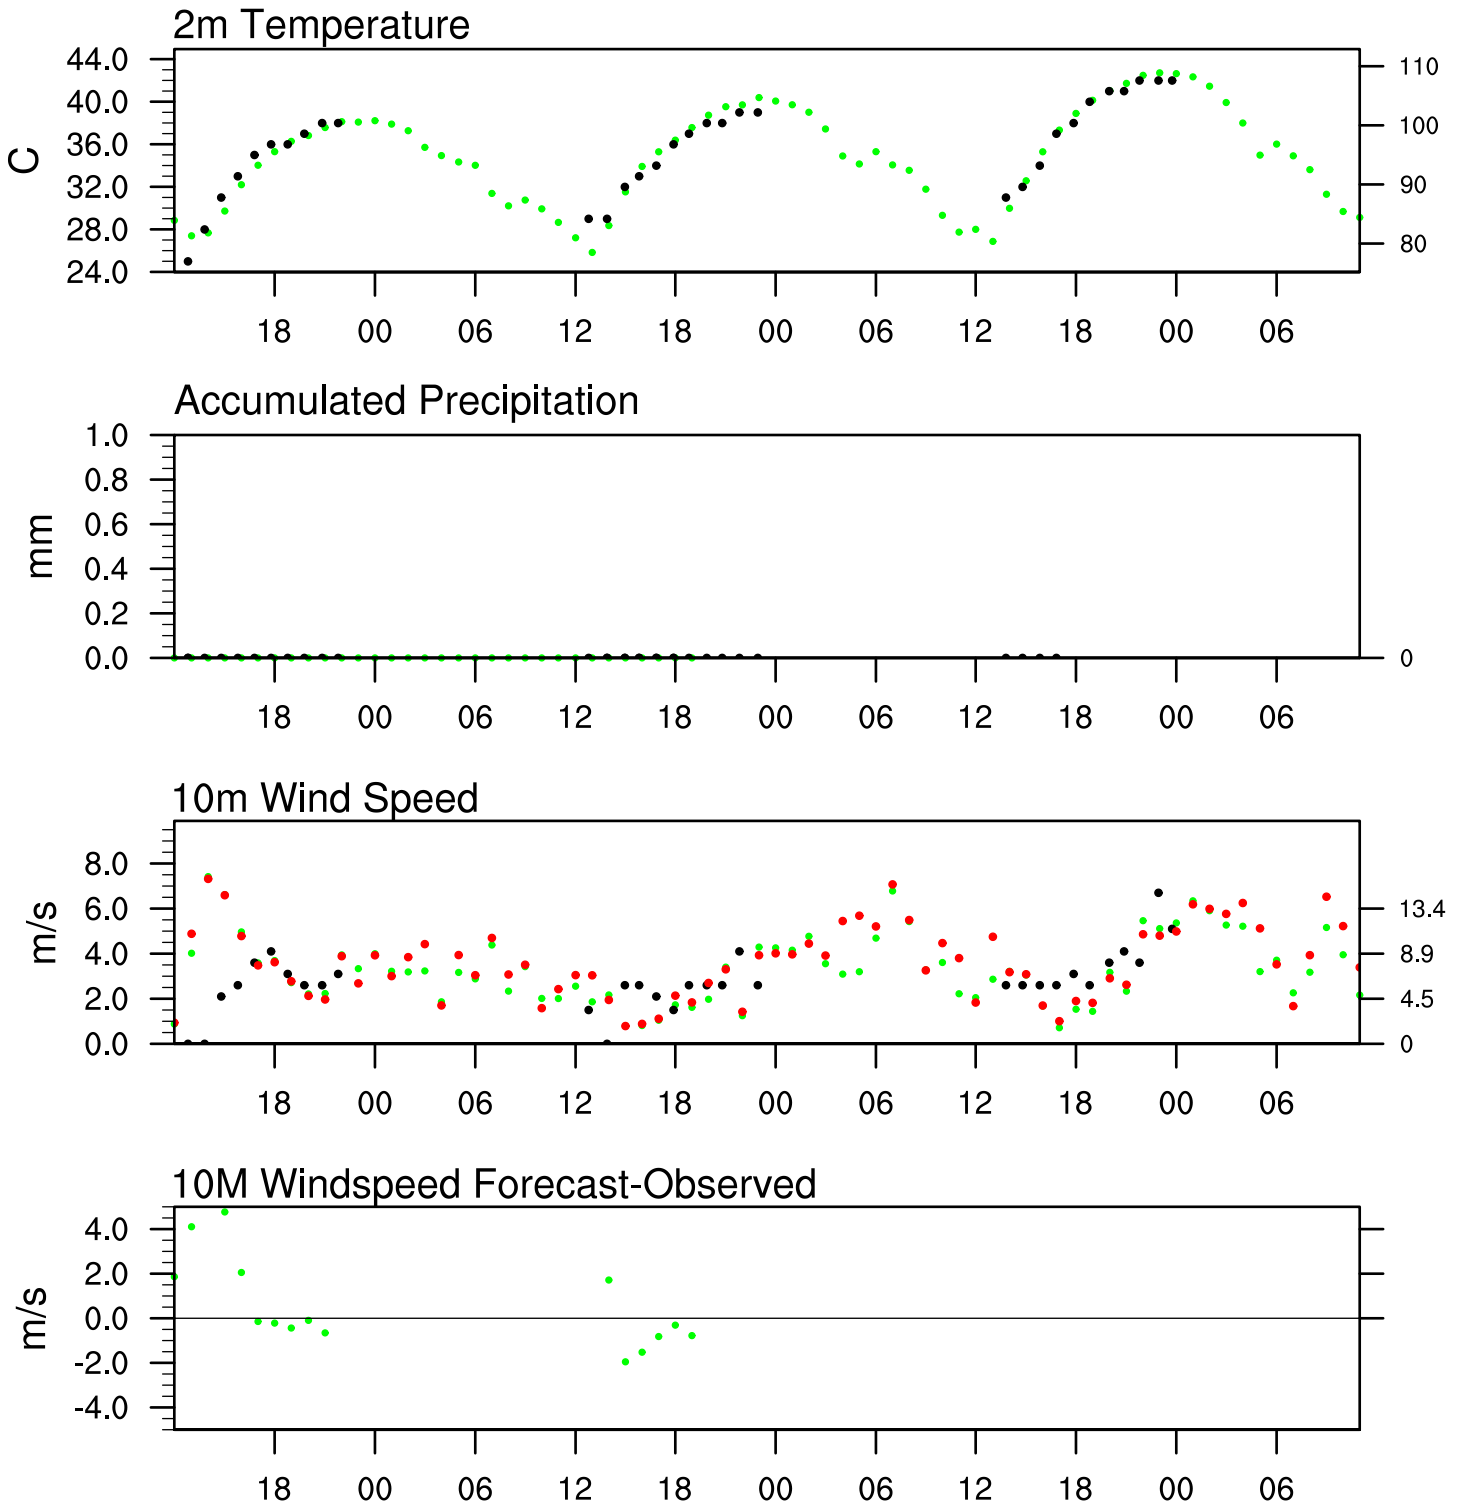 2m Temperature
44.0
40.0
36.0
32.0
28.0
24.0
C
110
100
90
80
18 00 06 12 18 00 06 12 18 00 06
Accumulated Precipitation
1.0
0.8
0.6
0.4
0.2
0.0
mm
0
18 00 06 12 18 00 06 12 18 00 06
10m Wind Speed
8.0
6.0
4.0
2.0
0.0
m/s
13.4
8.9
4.5
0
18 00 06 12 18 00 06 12 18 00 06
10M Windspeed Forecast-Observed
4.0
2.0
0.0
-2.0
-4.0
m/s
18 00 06 12 18 00 06 12 18 00 06